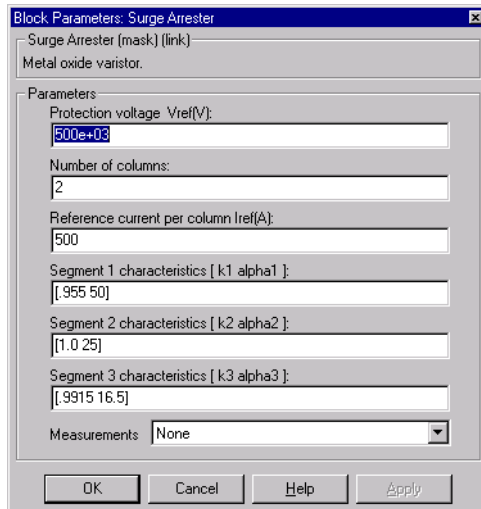 Block Parameters: Surge Arrester
Surge Arrester (mask) (link)
Metal oxide varistor.
Parameters
Protection voltage Vref(V):
500e+03
Number of columns:
2
Reference current per column Iref(A):
500
Segment 1 characteristics [ k1 alpha1 ]:
[.955 50]
Segment 2 characteristics [ k2 alpha2 ]:
[1.0 25]
Segment 3 characteristics [ k3 alpha3 ]:
[.9915 16.5]
Measurements None
OK Cancel Help Apply